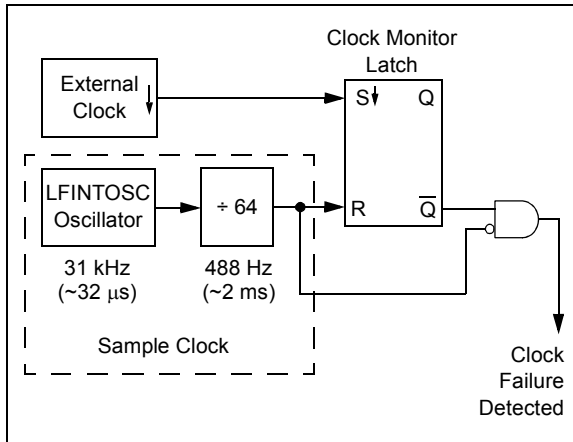 Clock Monitor
Latch
External
Clock
S
Q
LFINTOSC
Oscillator
÷ 64
R
Q̅
31 kHz
(~32 μs)
488 Hz
(~2 ms)
Sample Clock
Clock
Failure
Detected